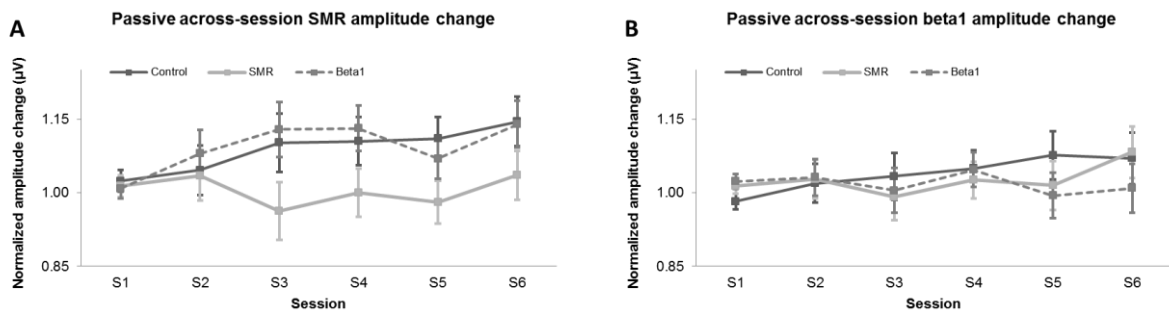 A
Passive across-session SMR amplitude change
Normalized amplitude change (µV)
Control SMR Beta1
1.15
1.00
0.85
S1 S2 S3 S4 S5 S6
Session
B
Passive across-session beta1 amplitude change
Normalized amplitude change (µV)
Control SMR Beta1
1.15
1.00
0.85
S1 S2 S3 S4 S5 S6
Session